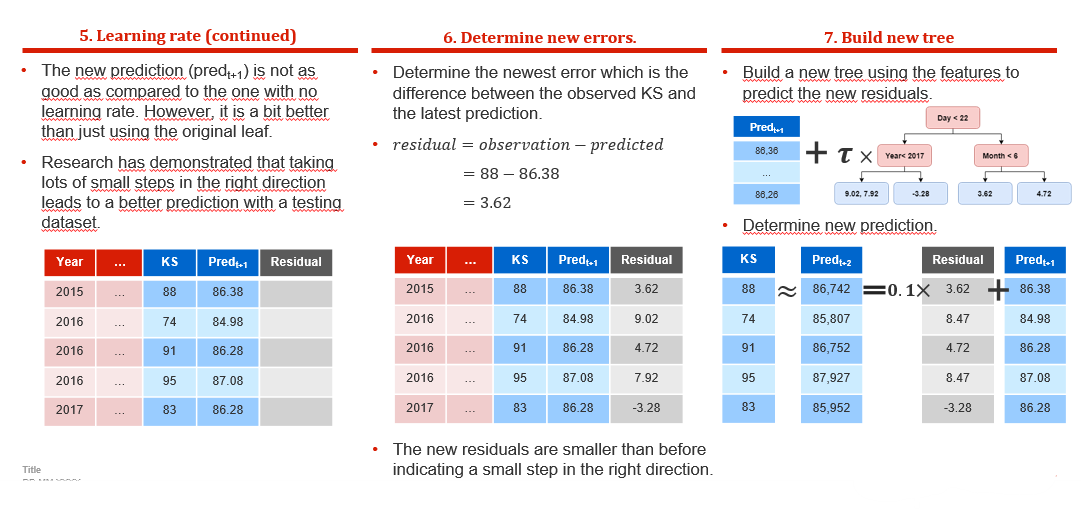 5. Learning rate (continued)
• The new prediction (predt+1) is not as
good as compared to the one with no
learning rate. However, it is a bit better
than just using the original leaf.
• Research has demonstrated that taking
lots of small steps in the right direction
leads to a better prediction with a testing
dataset.
Year ... KS Predt+1 Residual
2015 ... 88 86.38
2016 ... 74 84.98
2016 ... 91 86.28
2016 ... 95 87.08
2017 ... 83 86.28
Title
6. Determine new errors.
• Determine the newest error which is the
difference between the observed KS and
the latest prediction.
• residual = observation − predicted
= 88 − 86.38
= 3.62
Year ... KS Predt+1 Residual
2015 ... 88 86.38 3.62
2016 ... 74 84.98 9.02
2016 ... 91 86.28 4.72
2016 ... 95 87.08 7.92
2017 ... 83 86.28 -3.28
• The new residuals are smaller than before
indicating a small step in the right direction.
7. Build new tree
• Build a new tree using the features to
predict the new residuals.
Predt+1
86,36
...
86,26
+ τ ×
Day < 22
Year< 2017 Month < 6
9.02, 7.92 -3.28 3.62 4.72
• Determine new prediction.
KS Predt+2 Residual Predt+1
88 ≈ 86,742 =0.1× 3.62 + 86.38
74 85,807 8.47 84.98
91 86,752 4.72 86.28
95 87,927 8.47 87.08
83 85,952 -3.28 86.28